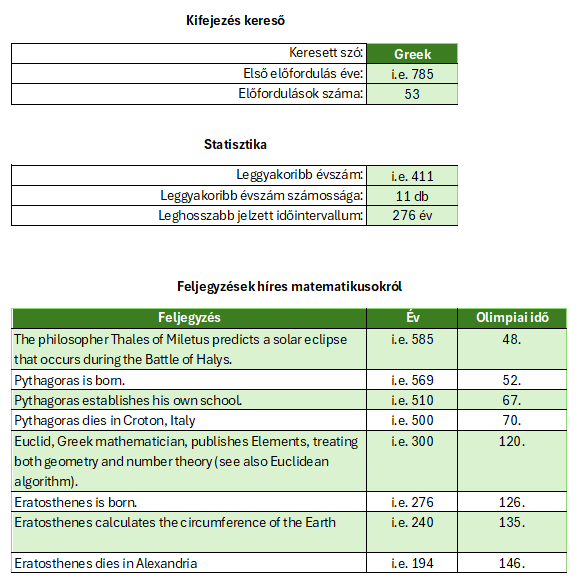 Kifejezés kereső
Keresett szó: Greek
Első előfordulás éve: i.e. 785
Előfordulások száma: 53
Statisztika
Leggyakoribb évszám: i.e. 411
Leggyakoribb évszám számossága: 11 db
Leghosszabb jelzett időintervallum: 276 év
Feljegyzések híres matematikusokról
Feljegyzés Év Olimpiai idő
The philosopher Thales of Miletus predicts a solar eclipse i.e. 585 48.
that occurs during the Battle of Halys.
Pythagoras is born. i.e. 569 52.
Pythagoras establishes his own school. i.e. 510 67.
Pythagoras dies in Croton, Italy i.e. 500 70.
Euclid, Greek mathematician, publishes Elements, treating i.e. 300 120.
both geometry and number theory (see also Euclidean
algorithm).
Eratosthenes is born. i.e. 276 126.
Eratosthenes calculates the circumference of the Earth i.e. 240 135.
Eratosthenes dies in Alexandria i.e. 194 146.